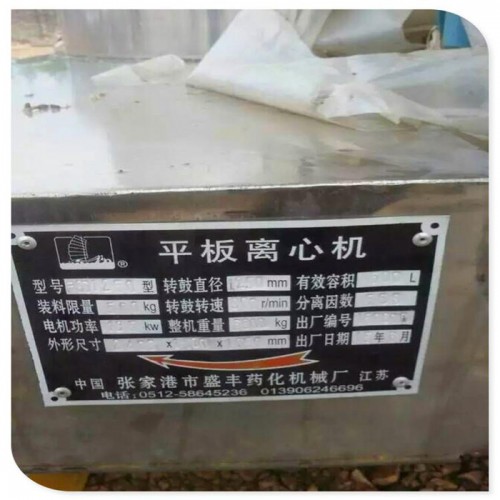 ®
平板离心机
型号 型 转鼓直径 mm 有效容积 L
装料限量 kg 转鼓转速 r/min 分离因数
电机功率 kw 整机重量 kg 出厂编号
外形尺寸 x x mm 出厂日期 年 月
中国 张家港市盛丰药化机械厂 江苏
电话:0512-58645236 013906246696